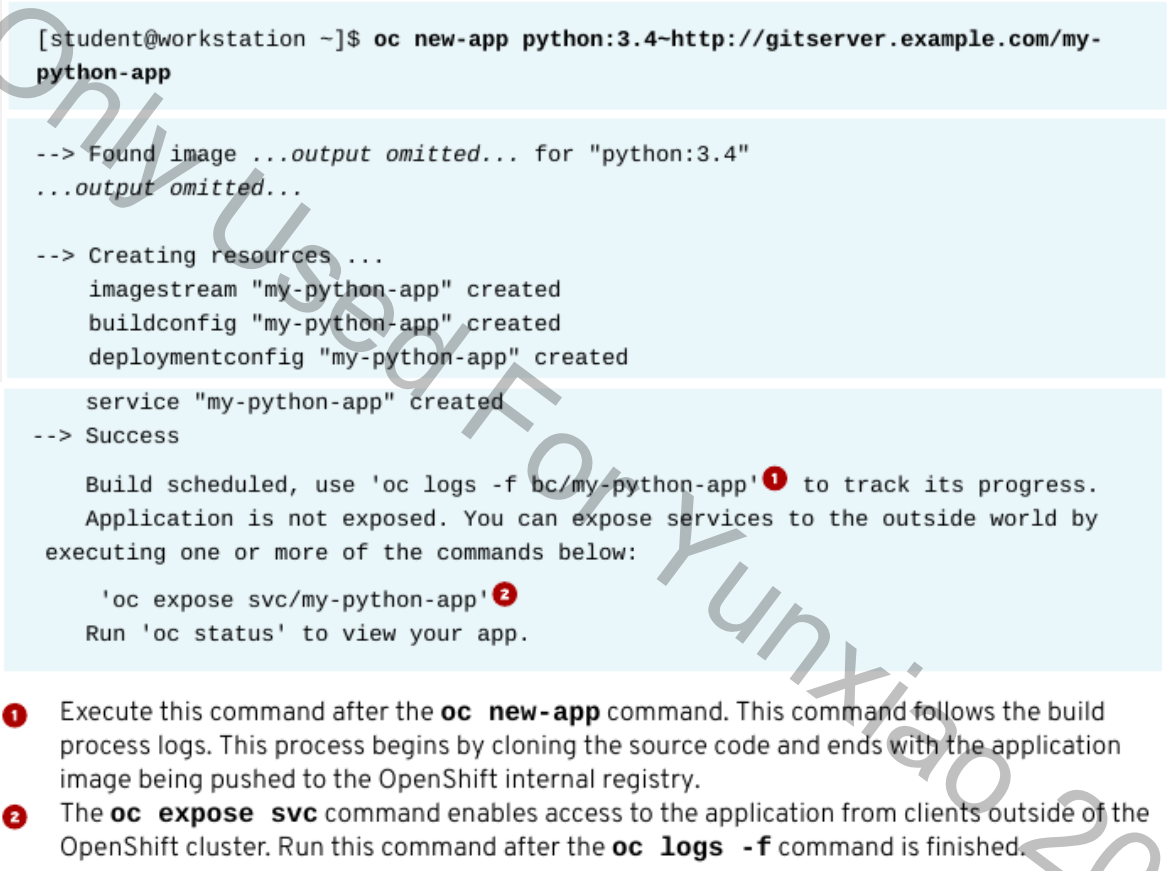 [student@workstation ~]$ oc new-app python:3.4~http://gitserver.example.com/my-
python-app
--> Found image ...output omitted... for "python:3.4"
...output omitted...
--> Creating resources ...
imagestream "my-python-app" created
buildconfig "my-python-app" created
deploymentconfig "my-python-app" created
service "my-python-app" created
--> Success
Build scheduled, use 'oc logs -f bc/my-python-app' 1 to track its progress.
Application is not exposed. You can expose services to the outside world by
executing one or more of the commands below:
'oc expose svc/my-python-app' 2
Run 'oc status' to view your app.
1 Execute this command after the oc new-app command. This command follows the build
process logs. This process begins by cloning the source code and ends with the application
image being pushed to the OpenShift internal registry.
2 The oc expose svc command enables access to the application from clients outside of the
OpenShift cluster. Run this command after the oc logs -f command is finished.
Only Used For Yunxiao 20